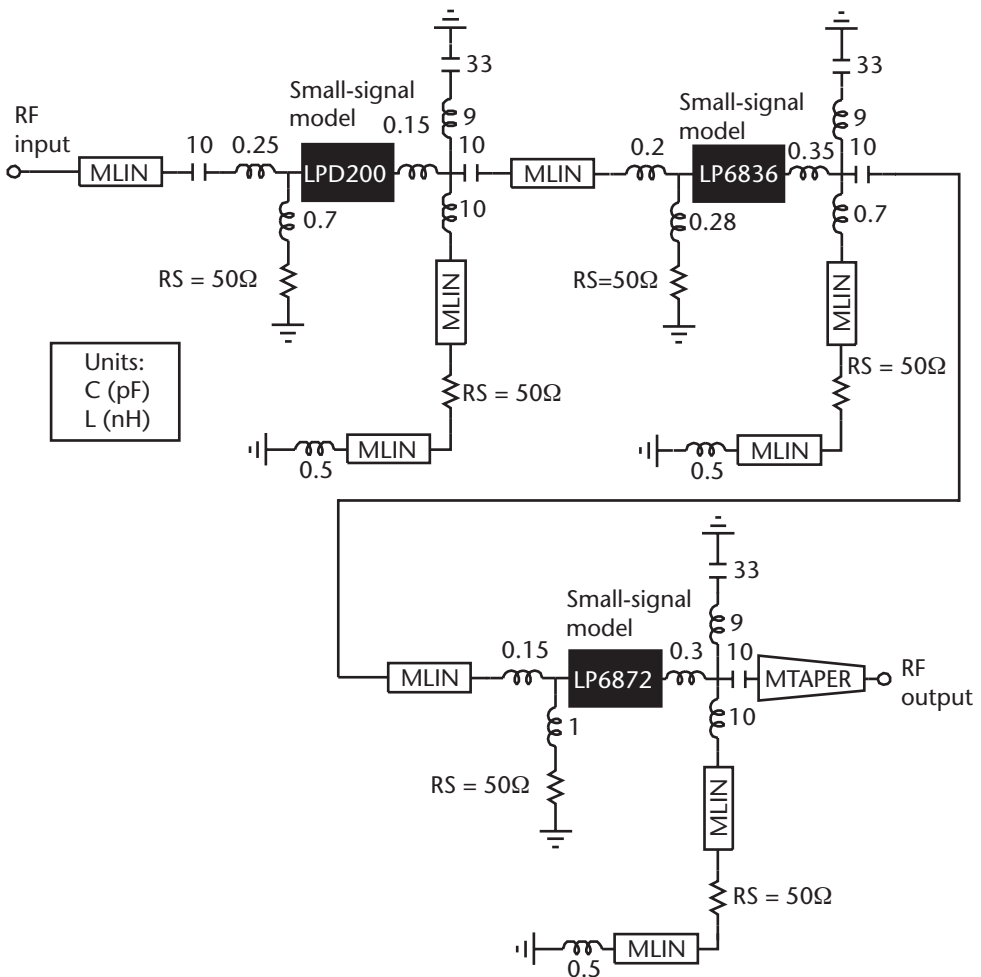 RF
input
MLIN
10
0.25
Small-signal
model
LPD200
0.7
RS = 50Ω
0.15
33
9
10
10
MLIN
RS = 50Ω
MLIN
0.5
MLIN
0.2
Small-signal
model
LP6836
0.28
RS=50Ω
0.35
33
9
10
0.7
MLIN
RS = 50Ω
MLIN
0.5
Units:
C (pF)
L (nH)
MLIN
0.15
Small-signal
model
LP6872
1
RS = 50Ω
0.3
33
9
10
MTAPER
RF
output
10
MLIN
RS = 50Ω
MLIN
0.5